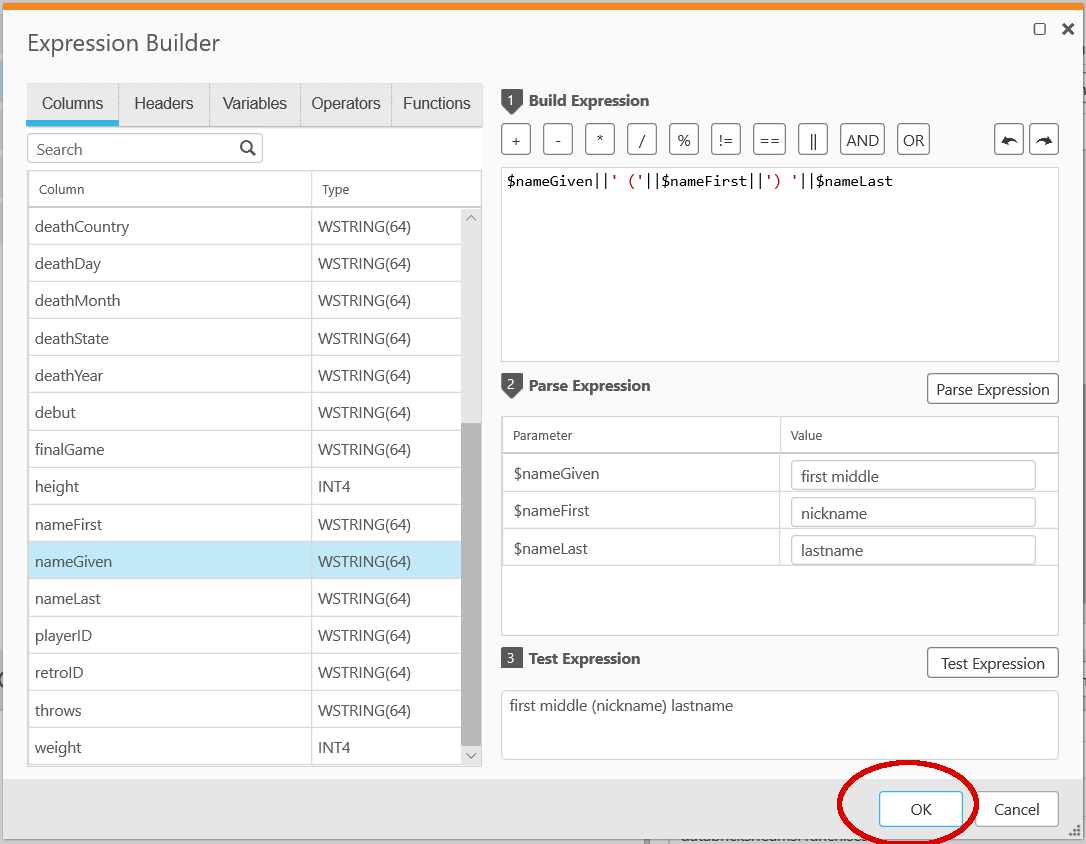 Expression Builder
Columns Headers Variables Operators Functions
Search
Column Type
deathCountry WSTRING(64)
deathDay WSTRING(64)
deathMonth WSTRING(64)
deathState WSTRING(64)
deathYear WSTRING(64)
debut WSTRING(64)
finalGame WSTRING(64)
height INT4
nameFirst WSTRING(64)
nameGiven WSTRING(64)
nameLast WSTRING(64)
playerID WSTRING(64)
retroID WSTRING(64)
throws WSTRING(64)
weight INT4
1 Build Expression
+ - * / % != == || AND OR
$nameGiven||' ('||$nameFirst||') '||$nameLast
2 Parse Expression
Parse Expression
Parameter Value
$nameGiven first middle
$nameFirst nickname
$nameLast lastname
3 Test Expression
Test Expression
first middle (nickname) lastname
OK Cancel